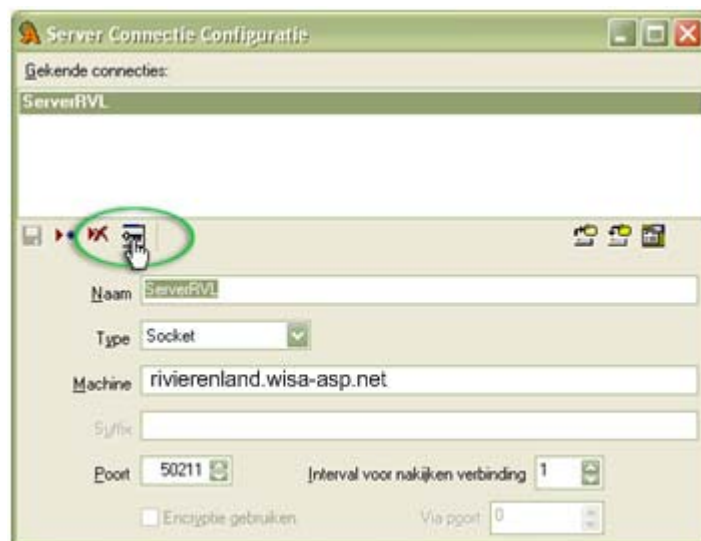 Server Connectie Configuratie
Gekende connecties:
ServerRVL
Naam ServerRVL
Type Socket
Machine rivierenland.wisa-asp.net
Suffix
Poort 50211 Interval voor nakijken verbinding 1
Encryptie gebruiken Via poort 0